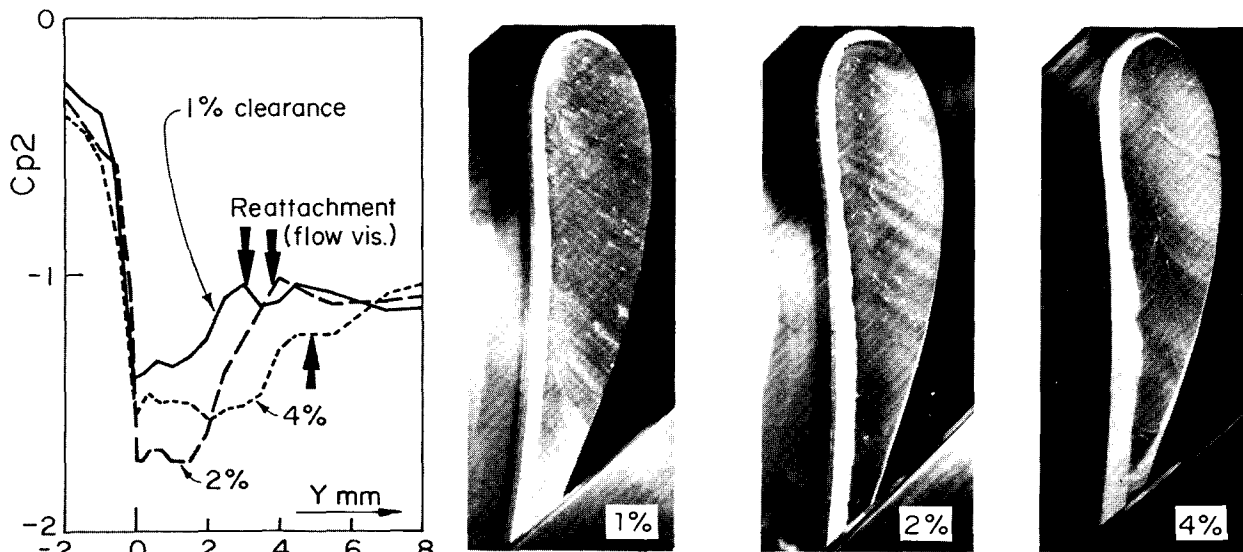 0
1% clearance
Cp2
Reattachment
(flow vis.)
-1
4%
2%
Y mm
-2
-2 0 2 4 6 8
1%
2%
4%